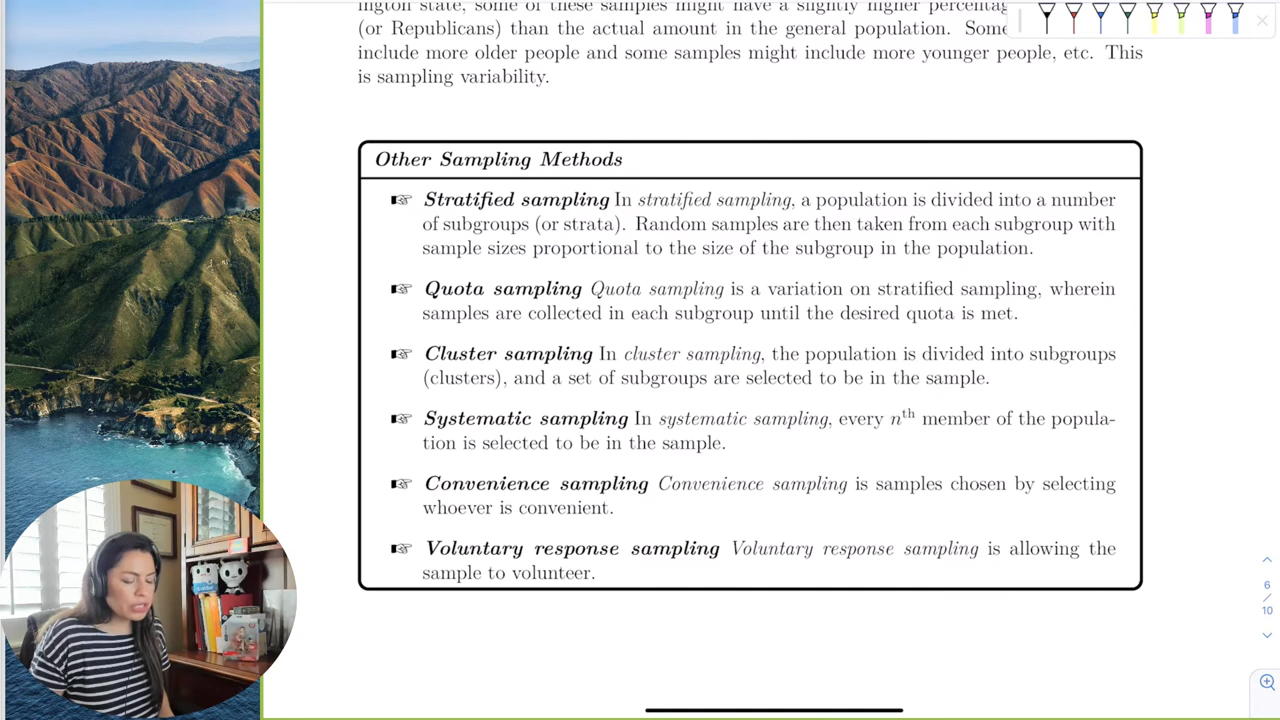 ington state, some of these samples might have a slightly higher
(or Republicans) than the actual amount in the general population. Some
include more older people and some samples might include more younger people, etc. This
is sampling variability.
Other Sampling Methods
☞ Stratified sampling In stratified sampling, a population is divided into a number
of subgroups (or strata). Random samples are then taken from each subgroup with
sample sizes proportional to the size of the subgroup in the population.
☞ Quota sampling Quota sampling is a variation on stratified sampling, wherein
samples are collected in each subgroup until the desired quota is met.
☞ Cluster sampling In cluster sampling, the population is divided into subgroups
(clusters), and a set of subgroups are selected to be in the sample.
☞ Systematic sampling In systematic sampling, every nth member of the popula-
tion is selected to be in the sample.
☞ Convenience sampling Convenience sampling is samples chosen by selecting
whoever is convenient.
☞ Voluntary response sampling Voluntary response sampling is allowing the
sample to volunteer.
6
/
10